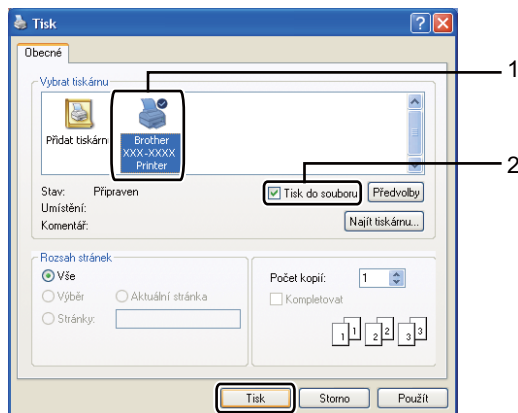 Tisk
Obecné
Vybrat tiskárnu
1
Přidat tiskárn
Brother
XXX-XXXX
Printer
2
Stav: Připraven
Tisk do souboru
Předvolby
Umístění:
Komentář:
Najít tiskárnu...
Rozsah stránek
Vše
Výběr
Aktuální stránka
Stránky:
Počet kopií: 1
Kompletovat
1 1 2 2 3 3
Tisk
Storno
Použít